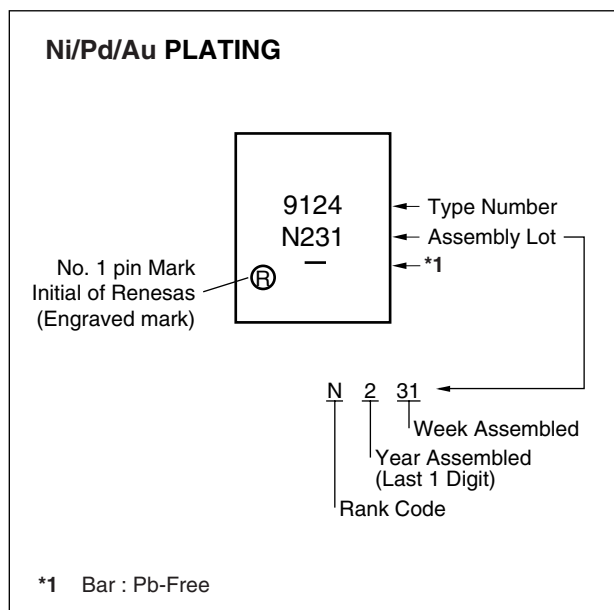 Ni/Pd/Au PLATING
9124
N231
Type Number
Assembly Lot
*1
No. 1 pin Mark
Initial of Renesas
(Engraved mark)
R
N 2 31
Week Assembled
Year Assembled
(Last 1 Digit)
Rank Code
*1 Bar : Pb-Free